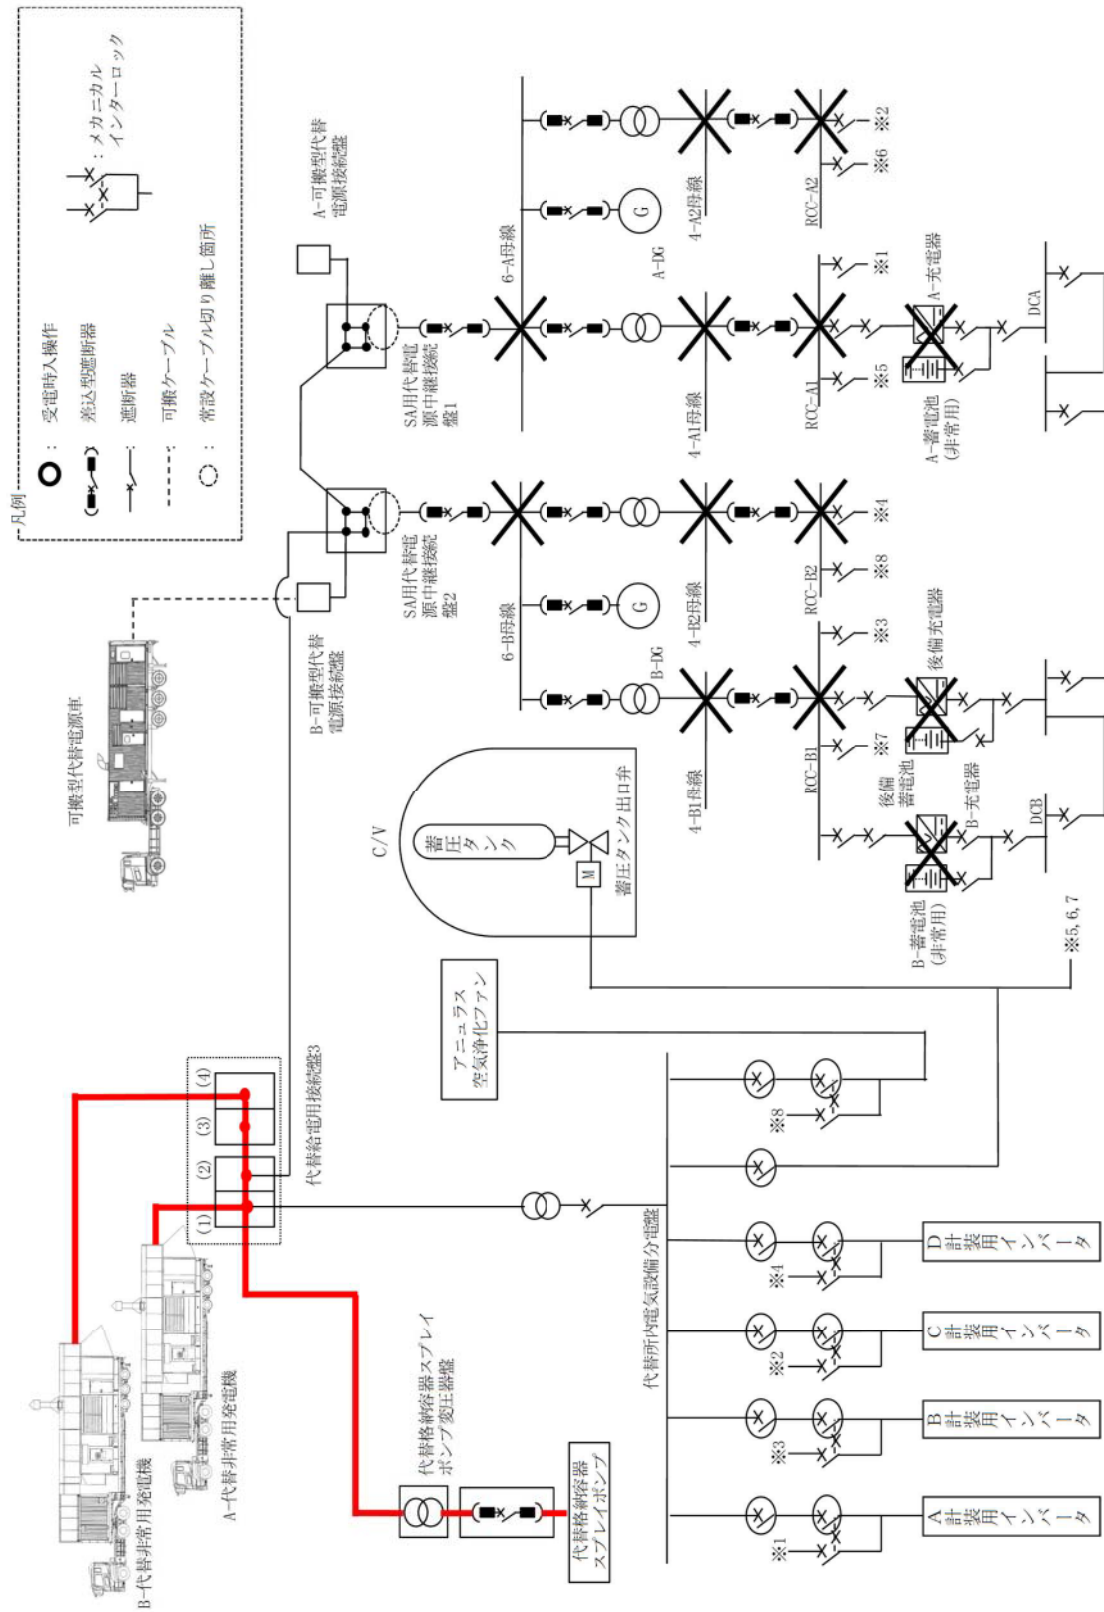 凡例
：受電時入操作
：差込型遮断器
：遮断器
：可搬ケーブル
：常設ケーブル切り離し箇所
：メカニカル
インターロック
可搬型代替電源車
B-代替非常用発電機
A-代替非常用発電機
(1)
(2)
(3)
(4)
代替給電用接続盤3
B-可搬型代替
電源接続盤
A-可搬型代替
電源接続盤
SA用代替電
源中継接続
盤2
SA用代替電
源中継接続
盤1
代替格納容器スプレイ
ポンプ変圧器盤
代替格納容器
スプレイポンプ
アニュラス
空気浄化ファン
C/V
蓄圧
タンク
M
蓄圧タンク出口弁
代替所内電気設備分電盤
6-B母線
6-A母線
G
B-DG
G
A-DG
4-B1母線
4-B2母線
4-A1母線
4-A2母線
RCC-B1
RCC-B2
RCC-A1
RCC-A2
※7
※3
※8
※4
※5
※1
※6
※2
B-蓄電池
(非常用)
B-充電器
後備
蓄電池
後備充電器
A-蓄電池
(非常用)
A-充電器
DCB
DCA
※5,6,7
※1
※3
※2
※4
※8
A
計装用インバータ
B
計装用インバータ
C
計装用インバータ
D
計装用インバータ